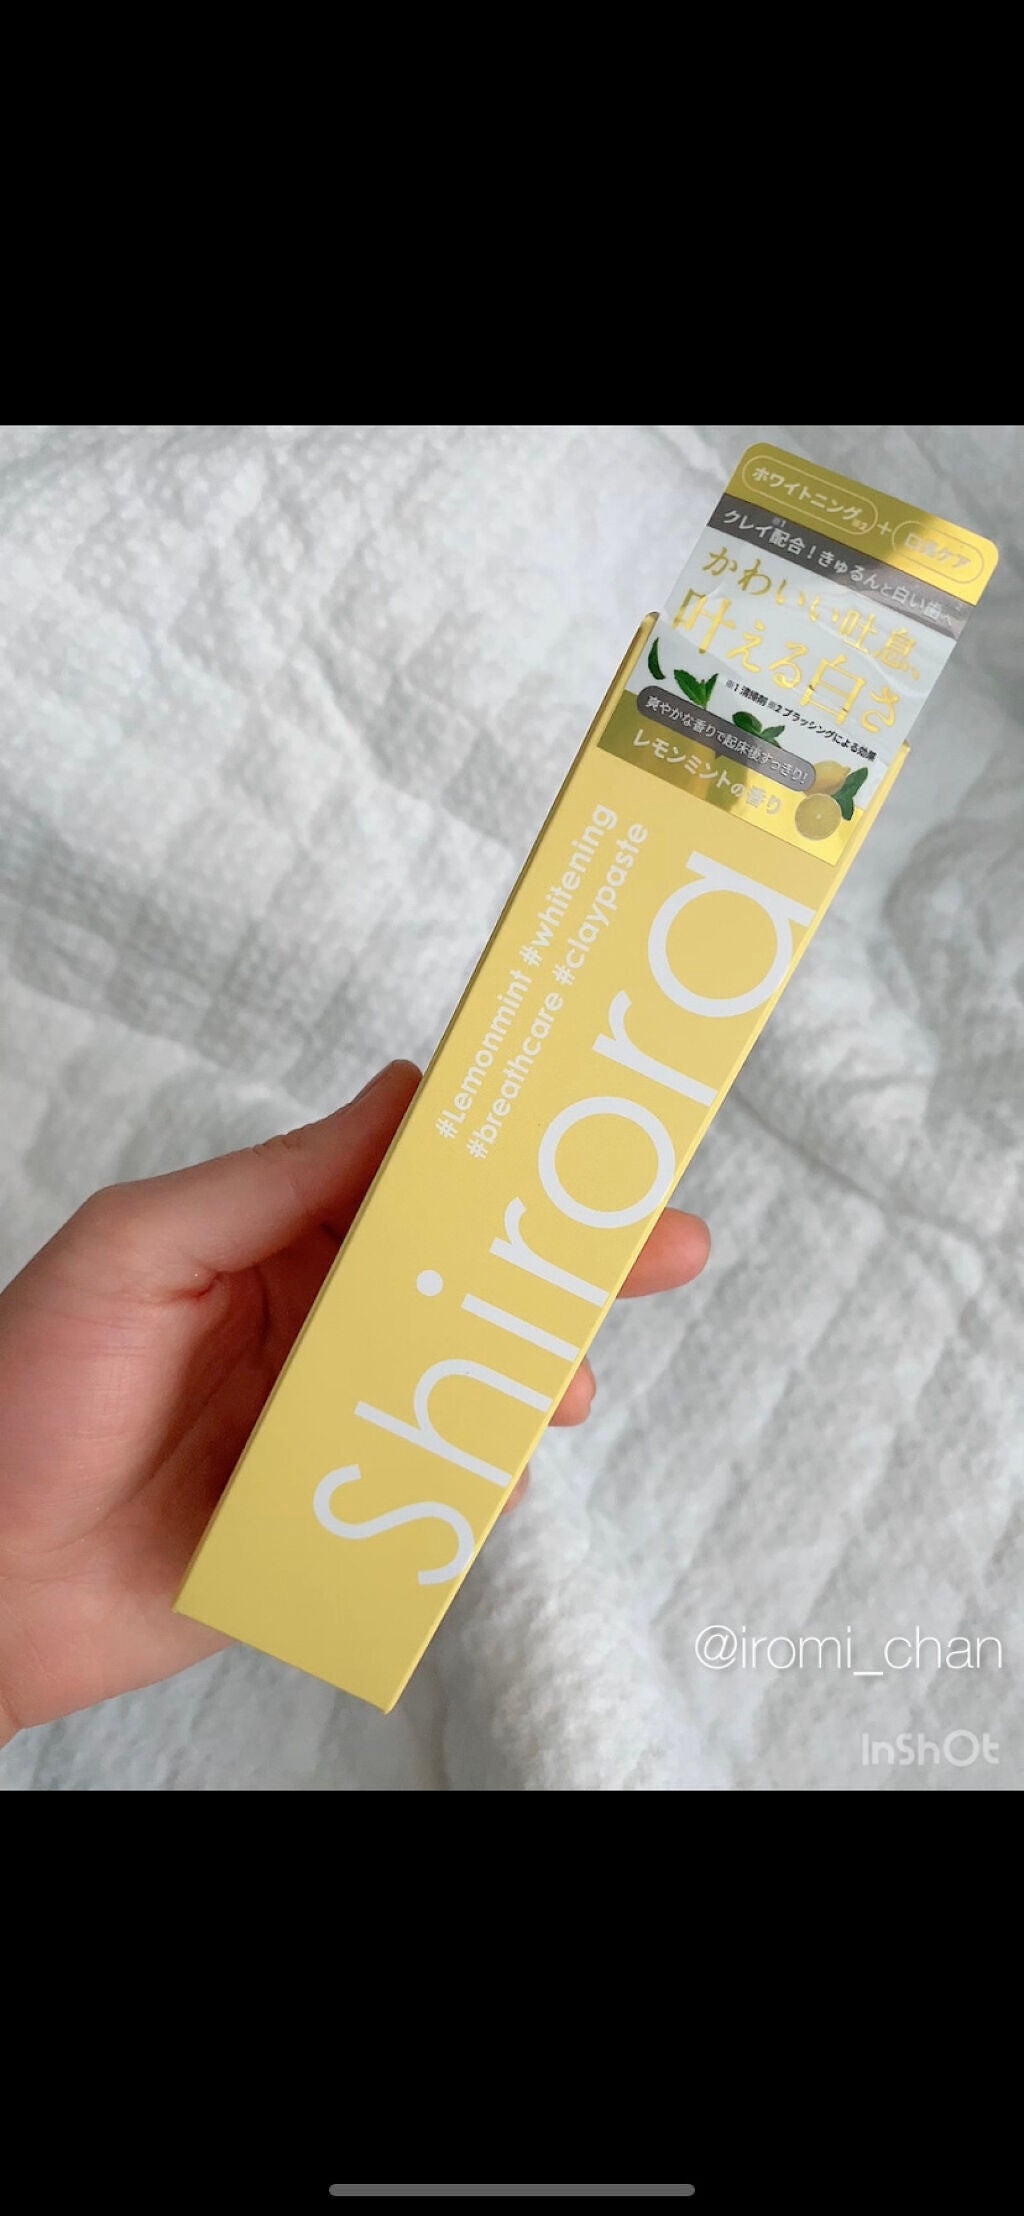 ホワイトニング※2 + 口臭ケア
クレイ※1配合！きゅるんと白い歯へ※2
かわいい吐息、
叶える白さ
※1 清掃剤 ※2 ブラッシングによる効果
爽やかな香りで起床後すっきり！
レモンミントの香り
#Lemonmint #whitening
#breathcare #claypaste
Shirora
@iromi_chan
InShOt